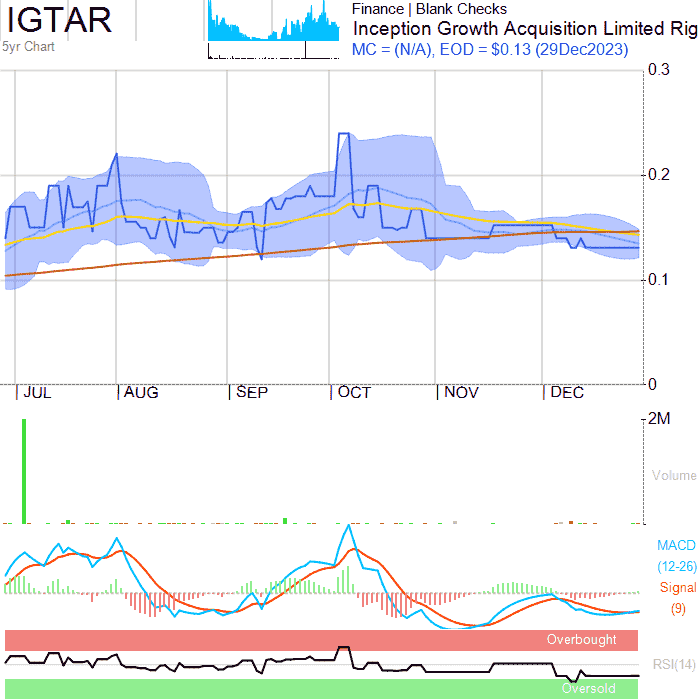 IGTAR
5yr Chart
Finance | Blank Checks
Inception Growth Acquisition Limited Rig
MC = (N/A), EOD = $0.13 (29Dec2023)
0.3
0.2
0.1
0
JUL AUG SEP OCT NOV DEC
2M
Volume
MACD
(12-26)
Signal
(9)
Overbought
RSI(14)
Oversold